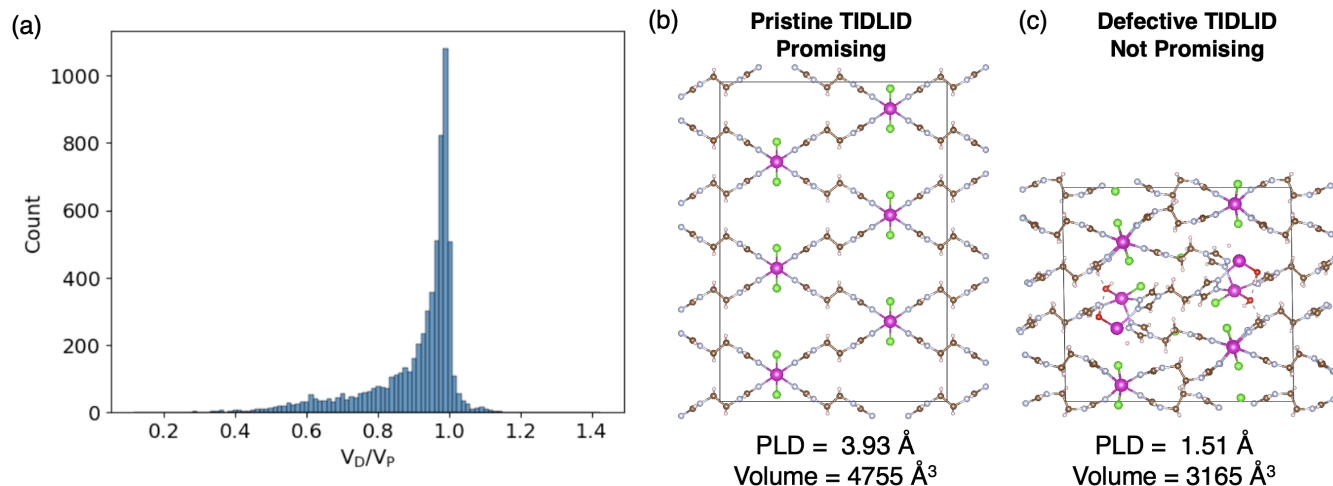 (a)
1000
800
600
400
200
0
Count
0.2 0.4 0.6 0.8 1.0 1.2 1.4
V_D/V_P
(b)
Pristine TIDLID
Promising
PLD = 3.93 Å
Volume = 4755 Å³
(c)
Defective TIDLID
Not Promising
PLD = 1.51 Å
Volume = 3165 Å³